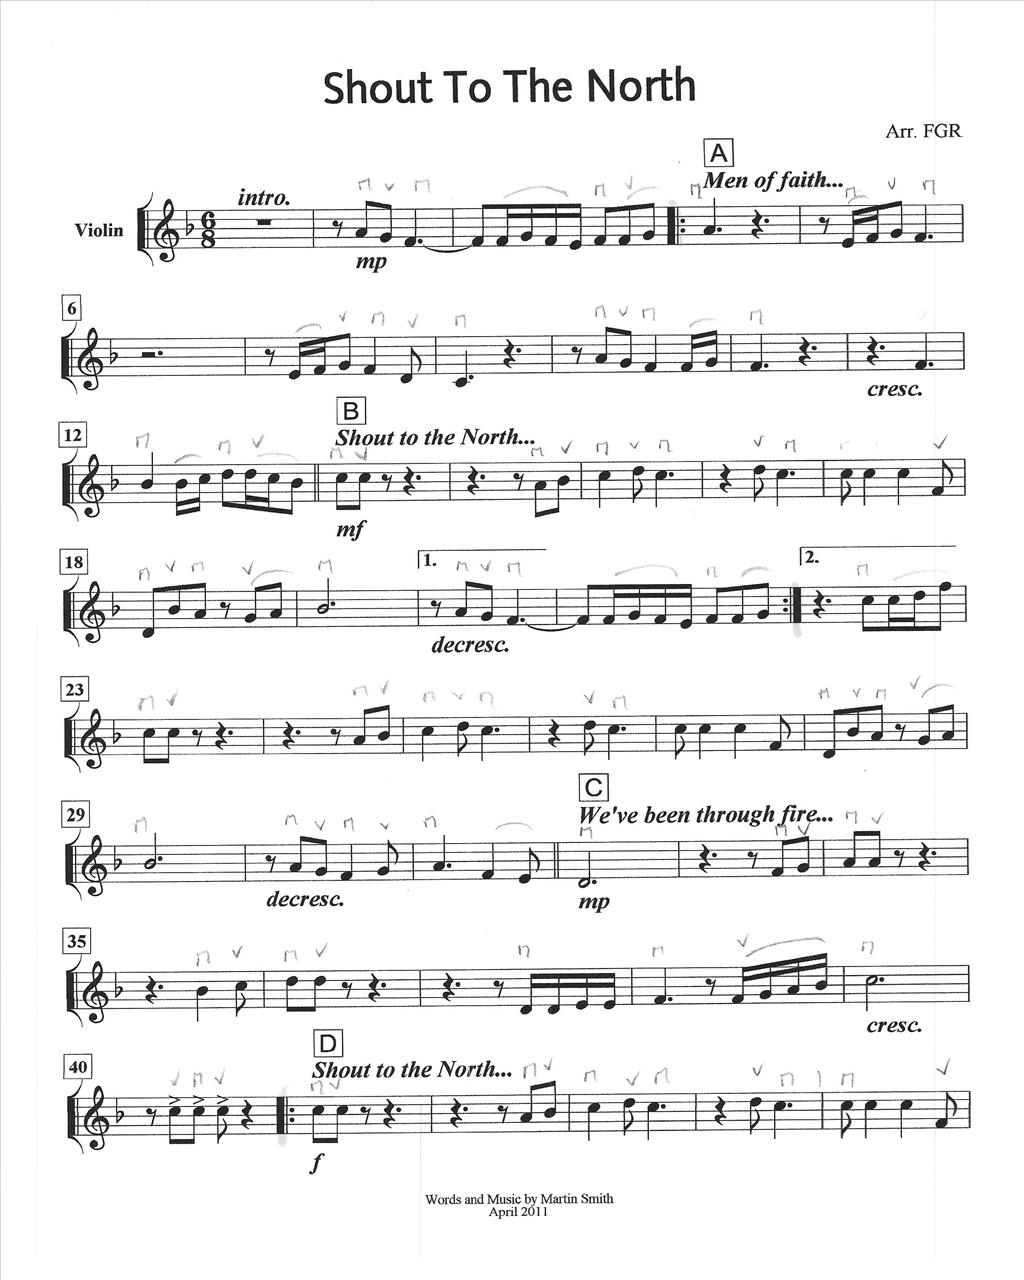 Shout To The North
Arr. FGR
A
intro.
Men of faith...
Violin
6
8
mp
6
cresc.
B
12
Shout to the North...
mf
18
1.
2.
decresc.
23
C
29
We've been through fire...
decresc.
mp
35
cresc.
D
40
Shout to the North...
f
Words and Music by Martin Smith
April 2011